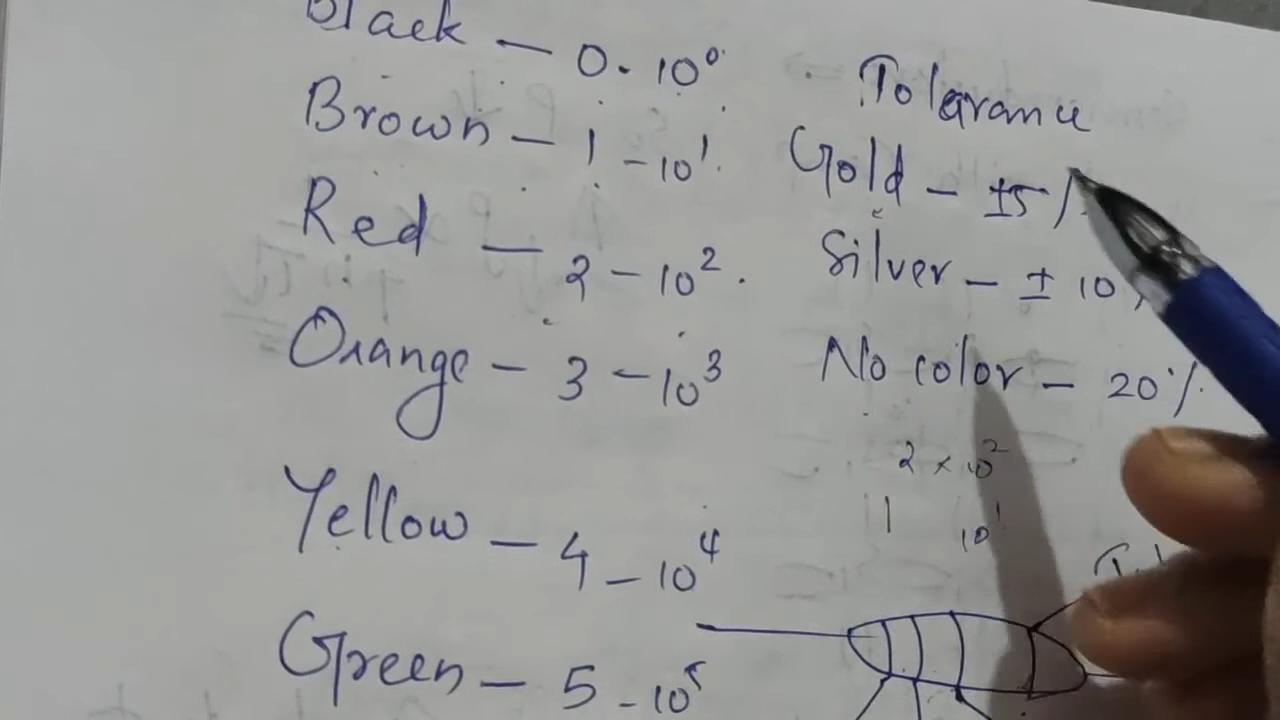 Black — 0 . 10⁰
Brown — 1 — 10¹
Red — 2 — 10² .
Orange — 3 — 10³
Yellow — 4 — 10⁴
Green — 5 — 10⁵
Tolarance
Gold — ±5 %
Silver — ± 10
No color — 20%
2 × 10²
1 10¹